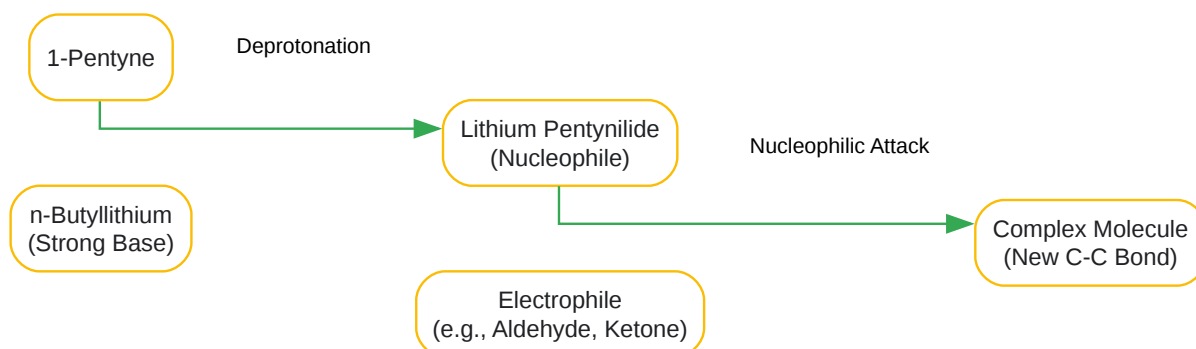 1-Pentyne
Deprotonation
Lithium Pentynilide
(Nucleophile)
Nucleophilic Attack
n-Butyllithium
(Strong Base)
Complex Molecule
(New C-C Bond)
Electrophile
(e.g., Aldehyde, Ketone)